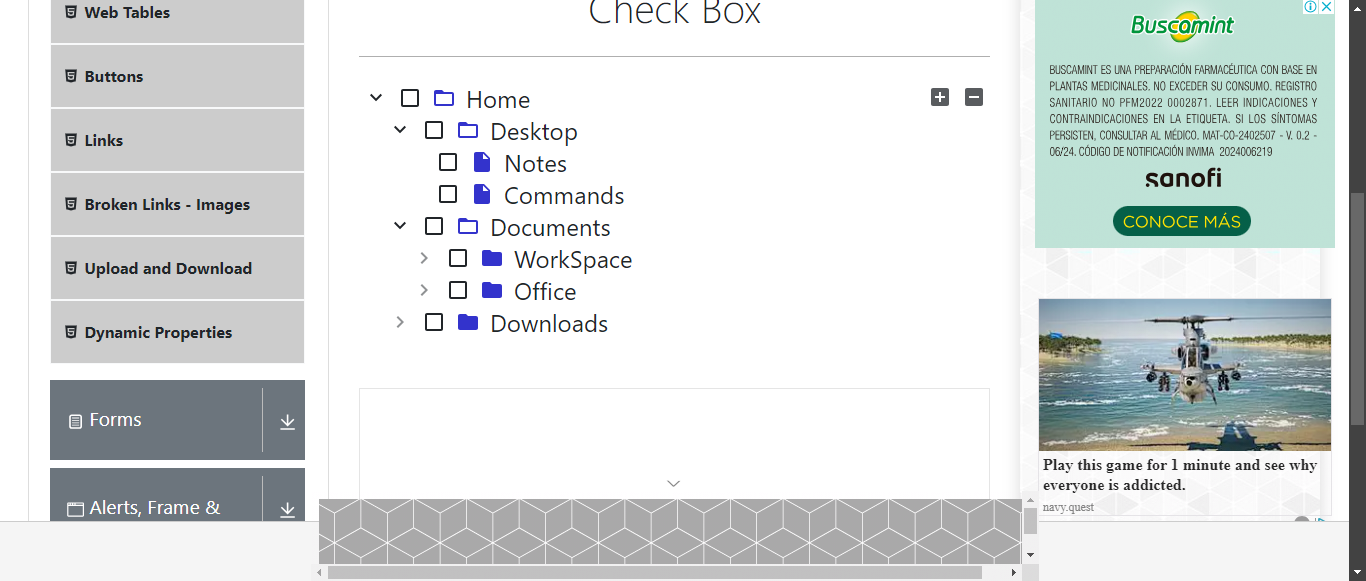 Web Tables
Buttons
Links
Broken Links - Images
Upload and Download
Dynamic Properties
Forms
Alerts, Frame &
Check Box
Home
Desktop
Notes
Commands
Documents
WorkSpace
Office
Downloads
Buscamint
BUSCAMINT ES UNA PREPARACIÓN FARMACÉUTICA CON BASE EN
PLANTAS MEDICINALES. NO EXCEDER SU CONSUMO. REGISTRO
SANITARIO NO PFM2022 0002871. LEER INDICACIONES Y
CONTRAINDICACIONES EN LA ETIQUETA. SI LOS SÍNTOMAS
PERSISTEN, CONSULTAR AL MÉDICO. MAT-CO-2402507 - V. 0.2 -
06/24. CÓDIGO DE NOTIFICACIÓN INVIMA 2024006219
sanofi
CONOCE MÁS
Play this game for 1 minute and see why
everyone is addicted.
navy.quest